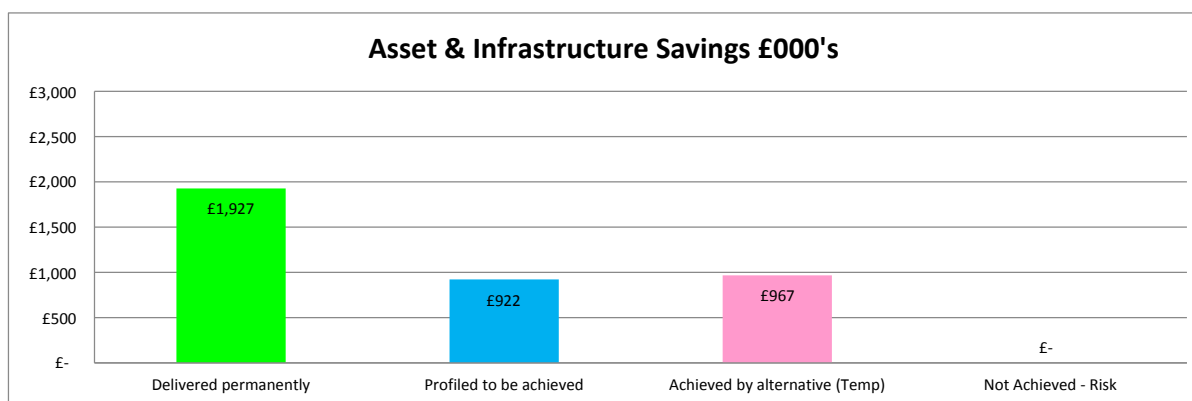 Asset & Infrastructure Savings £000's
£3,000
£2,500
£2,000
£1,500
£1,000
£500
£-
£1,927
£922
£967
£-
Delivered permanently
Profiled to be achieved
Achieved by alternative (Temp)
Not Achieved - Risk